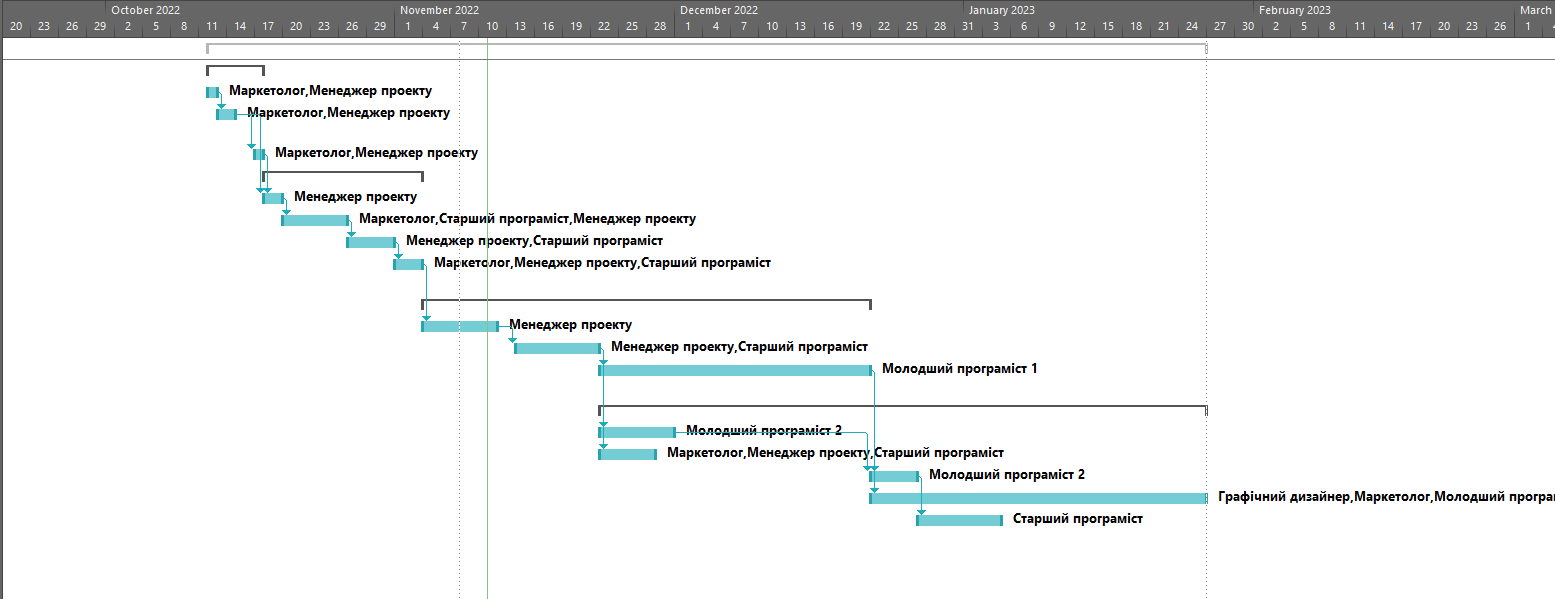 October 2022 November 2022 December 2022 January 2023 February 2023 March
20 23 26 29 2 5 8 11 14 17 20 23 26 29 1 4 7 10 13 16 19 22 25 28 1 4 7 10 13 16 19 22 25 28 31 3 6 9 12 15 18 21 24 27 30 2 5 8 11 14 17 20 23 26 1
Маркетолог,Менеджер проекту
Маркетолог,Менеджер проекту
Маркетолог,Менеджер проекту
Менеджер проекту
Маркетолог,Старший програміст,Менеджер проекту
Менеджер проекту,Старший програміст
Маркетолог,Менеджер проекту,Старший програміст
Менеджер проекту
Менеджер проекту,Старший програміст
Молодший програміст 1
Молодший програміст 2
Маркетолог,Менеджер проекту,Старший програміст
Молодший програміст 2
Графічний дизайнер,Маркетолог,Молодший програ
Старший програміст